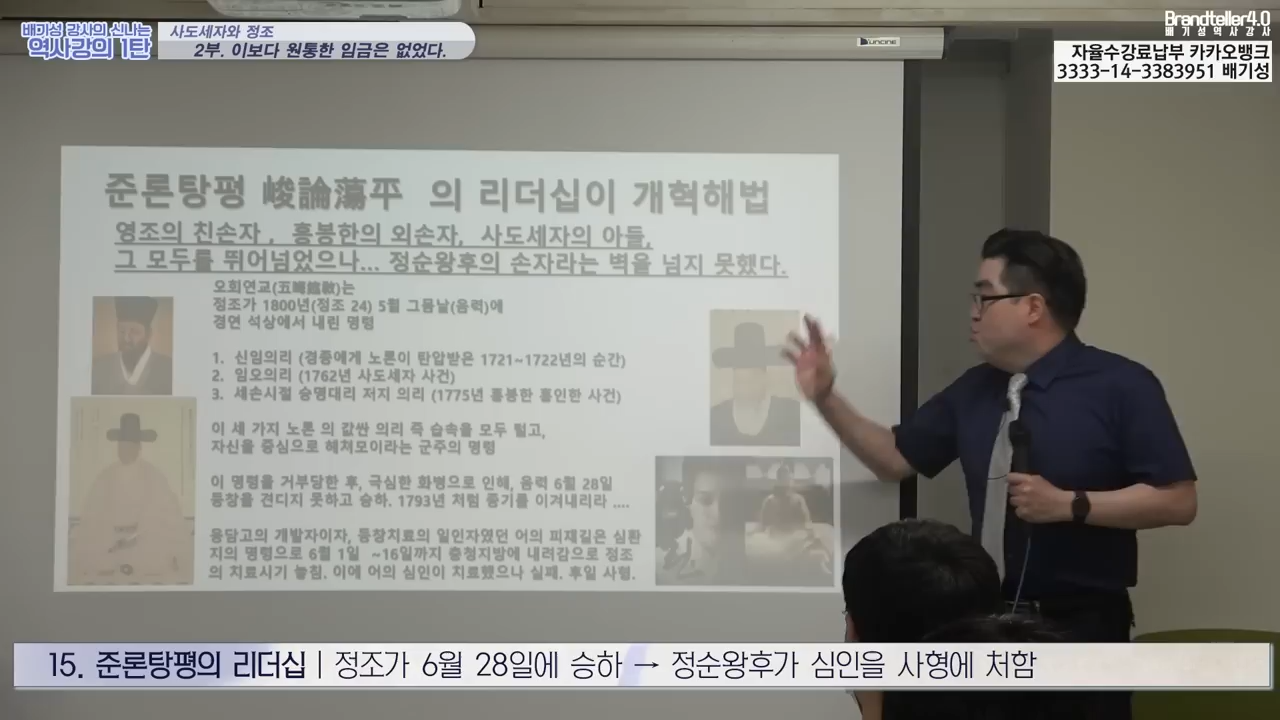 배기성 강사의 신나는
역사강의 1탄
사도세자와 정조
2부. 이보다 원통한 임금은 없었다.
Brandteller4.0
배기성역사강사
자율수강료납부 카카오뱅크
3333-14-3383951 배기성
준론탕평 峻論蕩平 의 리더십이 개혁해법
영조의 친손자 , 홍봉한의 외손자, 사도세자의 아들,
그 모두를 뛰어넘었으나... 정순왕후의 손자라는 벽을 넘지 못했다.
오회연교(五晦筵敎)는
정조가 1800년(정조 24) 5월 그믐날(음력)에
경연 석상에서 내린 명령
1. 신임의리 (경종에게 노론이 탄압받은 1721~1722년의 순간)
2. 임오의리 (1762년 사도세자 사건)
3. 세손시절 승명대리 저지 의리 (1775년 홍봉한 홍인한 사건)
이 세 가지 노론 의 값싼 의리 즉 습속을 모두 털고,
자신을 중심으로 헤쳐모이라는 군주의 명령
이 명령을 거부당한 후, 극심한 화병으로 인해, 음력 6월 28일
등창을 견디지 못하고 승하. 1793년 처럼 종기를 이겨내리라 ....
웅담고의 개발자이자, 등창치료의 일인자였던 어의 피재길은 심환
지의 명령으로 6월 1일 ~16일까지 충청지방에 내려감으로 정조
의 치료시기 놓침. 이에 어의 심인이 치료했으나 실패. 후일 사형.
15. 준론탕평의 리더십 | 정조가 6월 28일에 승하 → 정순왕후가 심인을 사형에 처함